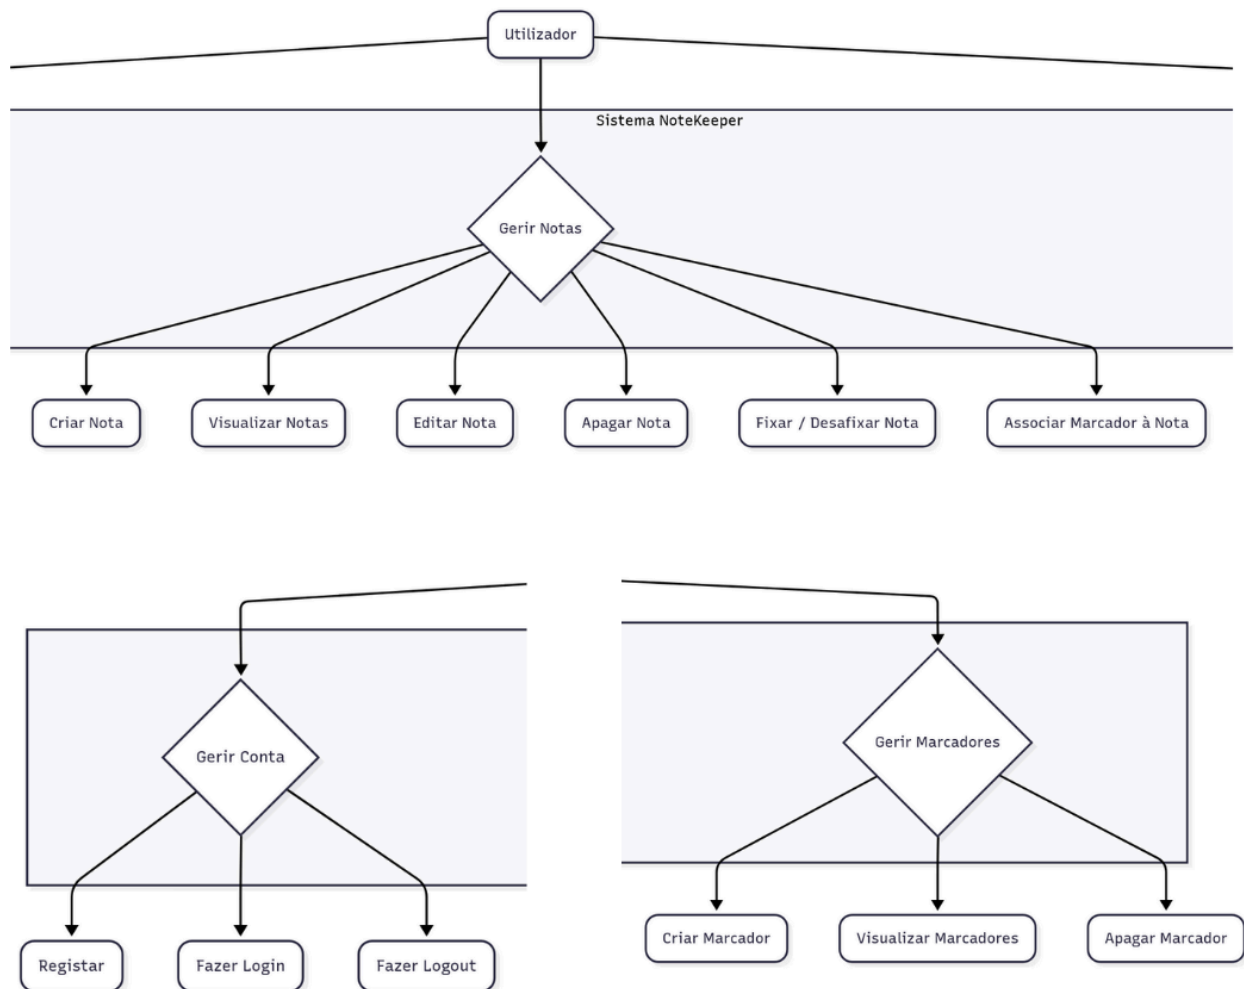 Utilizador
Sistema NoteKeeper
Gerir Notas
Criar Nota
Visualizar Notas
Editar Nota
Apagar Nota
Fixar / Desafixar Nota
Associar Marcador à Nota
Gerir Conta
Registar
Fazer Login
Fazer Logout
Gerir Marcadores
Criar Marcador
Visualizar Marcadores
Apagar Marcador